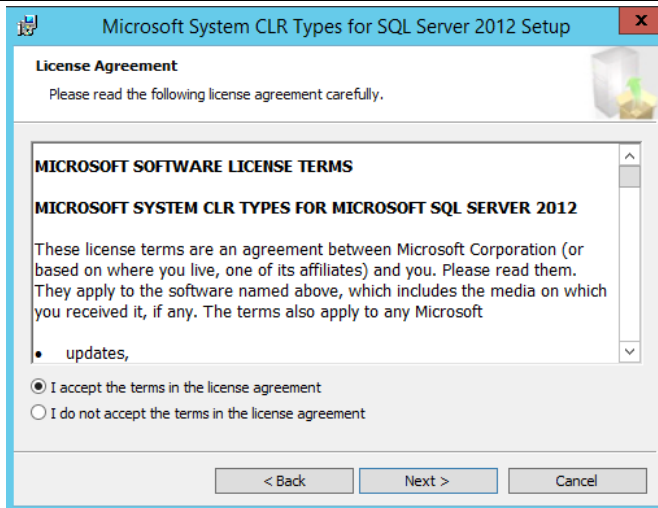 Microsoft System CLR Types for SQL Server 2012 Setup
x
License Agreement
Please read the following license agreement carefully.
MICROSOFT SOFTWARE LICENSE TERMS
MICROSOFT SYSTEM CLR TYPES FOR MICROSOFT SQL SERVER 2012
These license terms are an agreement between Microsoft Corporation (or
based on where you live, one of its affiliates) and you. Please read them.
They apply to the software named above, which includes the media on which
you received it, if any. The terms also apply to any Microsoft
• updates,
I accept the terms in the license agreement
I do not accept the terms in the license agreement
< Back Next > Cancel